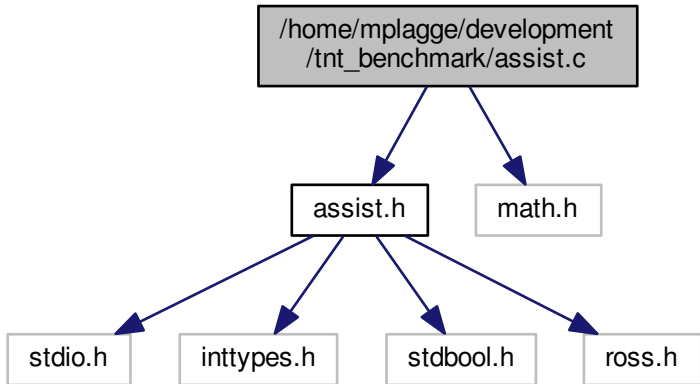 /home/mplagge/development
/tnt_benchmark/assist.c
assist.h
math.h
stdio.h
inttypes.h
stdbool.h
ross.h